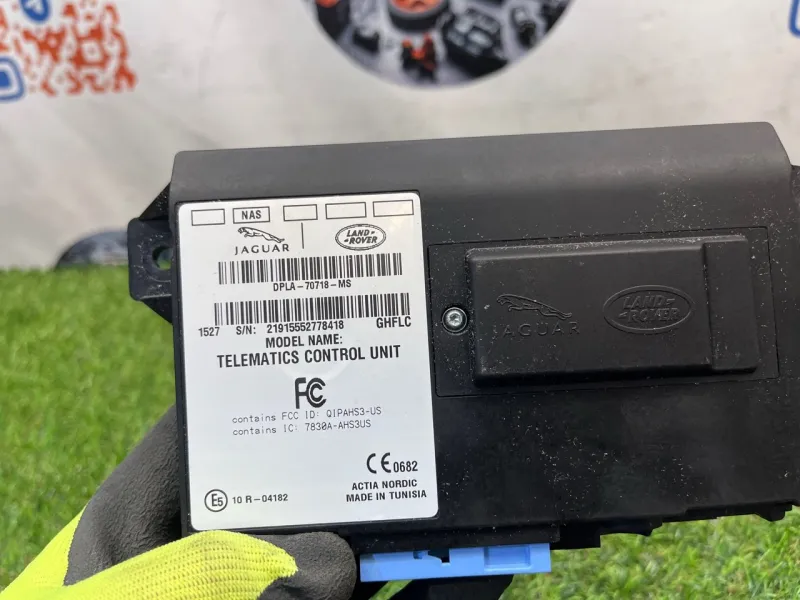 NAS
JAGUAR
LAND-
ROVER
DPLA-70718-MS
1527 S/N: 21915552778418 GHFLC
MODEL NAME:
TELEMATICS CONTROL UNIT
FC
contains FCC ID: QIPAHS3-US
contains IC: 7830A-AHS3US
CE 0682
ACTIA NORDIC
MADE IN TUNISIA
E5 10 R-04182
JAGUAR
LAND-
ROVER